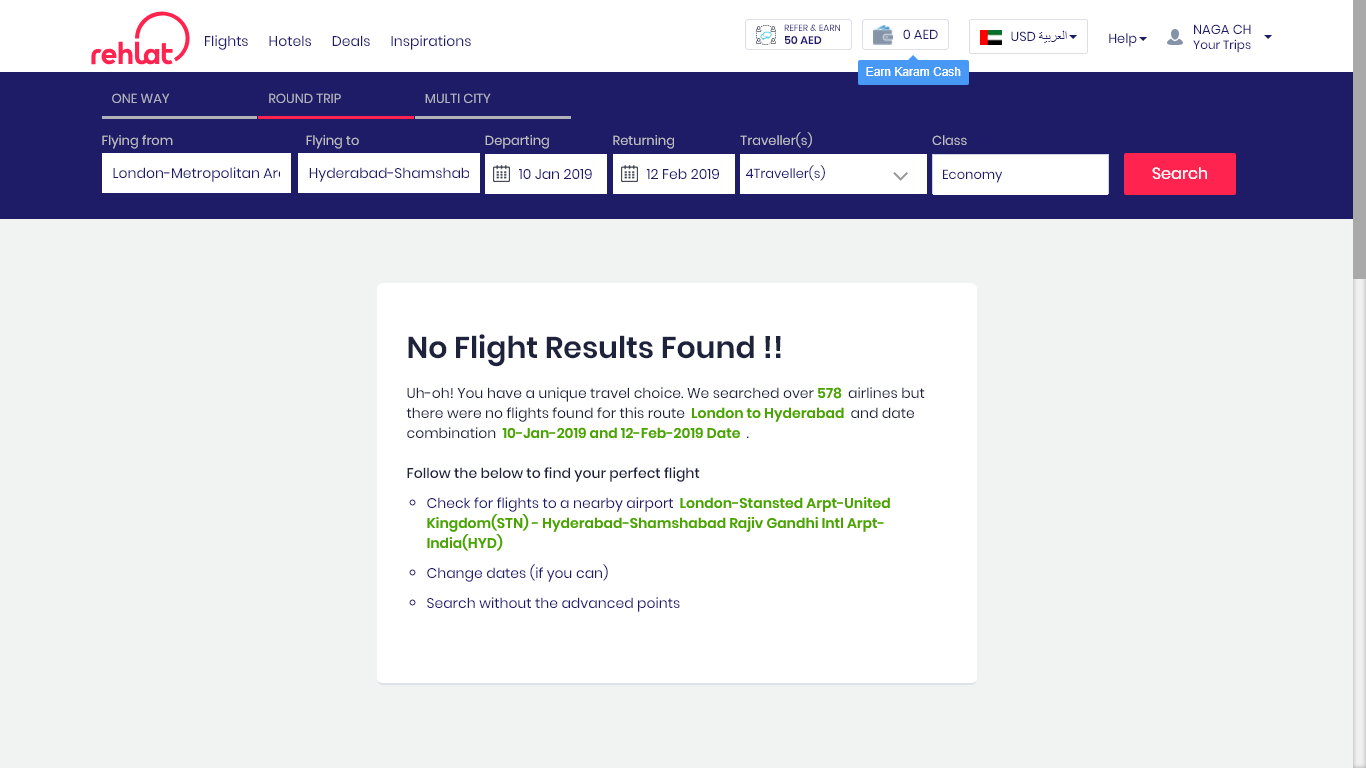 rehlat
Flights
Hotels
Deals
Inspirations
REFER & EARN
50 AED
0 AED
USD العربية
Help
NAGA CH
Your Trips
Earn Karam Cash
ONE WAY
ROUND TRIP
MULTI CITY
Flying from
Flying to
Departing
Returning
Traveller(s)
Class
London-Metropolitan Ar
Hyderabad-Shamshab
10 Jan 2019
12 Feb 2019
4Traveller(s)
Economy
Search
No Flight Results Found !!
Uh-oh! You have a unique travel choice. We searched over 578 airlines but
there were no flights found for this route London to Hyderabad and date
combination 10-Jan-2019 and 12-Feb-2019 Date .
Follow the below to find your perfect flight
Check for flights to a nearby airport London-Stansted Arpt-United
Kingdom(STN) - Hyderabad-Shamshabad Rajiv Gandhi Intl Arpt-
India(HYD)
Change dates (if you can)
Search without the advanced points